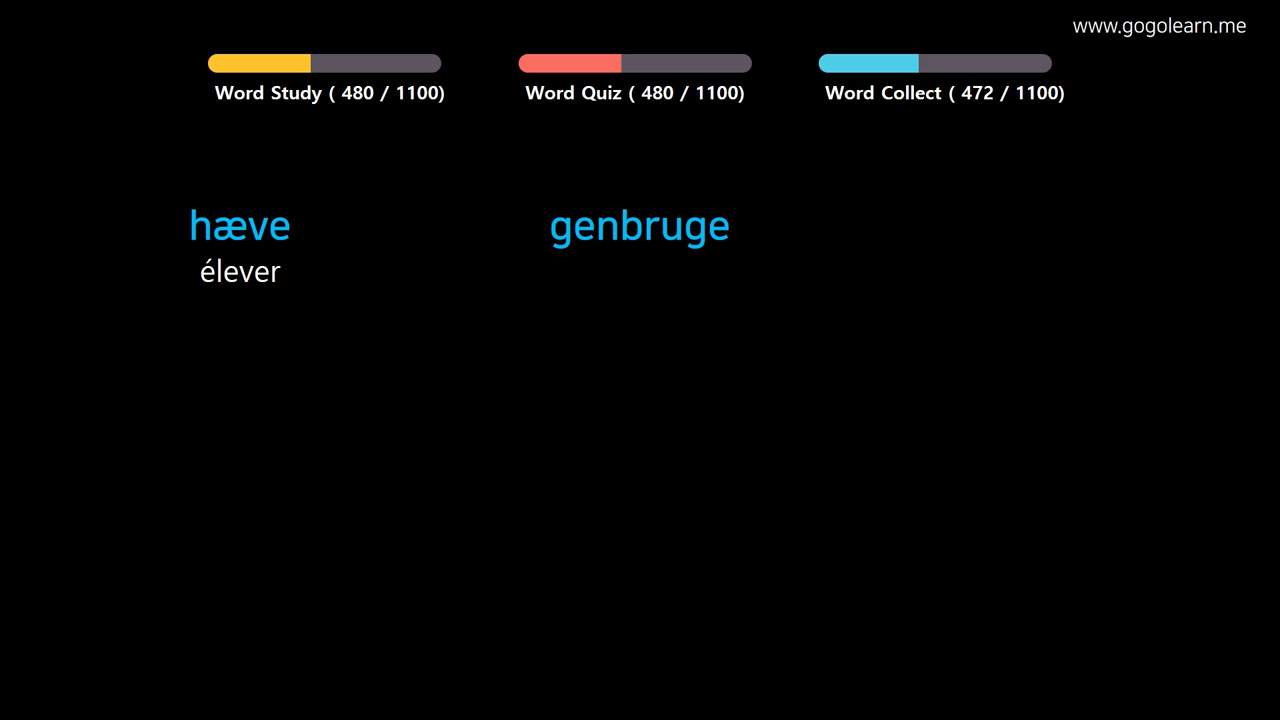 www.gogolearn.me
Word Study ( 480 / 1100)
Word Quiz ( 480 / 1100)
Word Collect ( 472 / 1100)
hæve
élever
genbruge